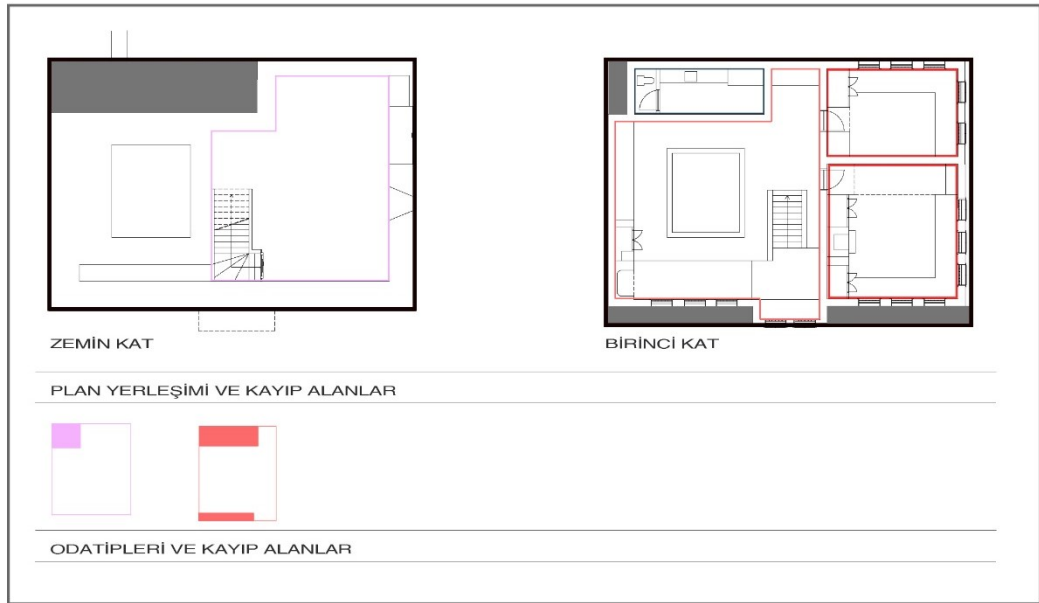 ZEMİN KAT
BİRİNCİ KAT
PLAN YERLEŞİMİ VE KAYIP ALANLAR
ODATİPLERİ VE KAYIP ALANLAR